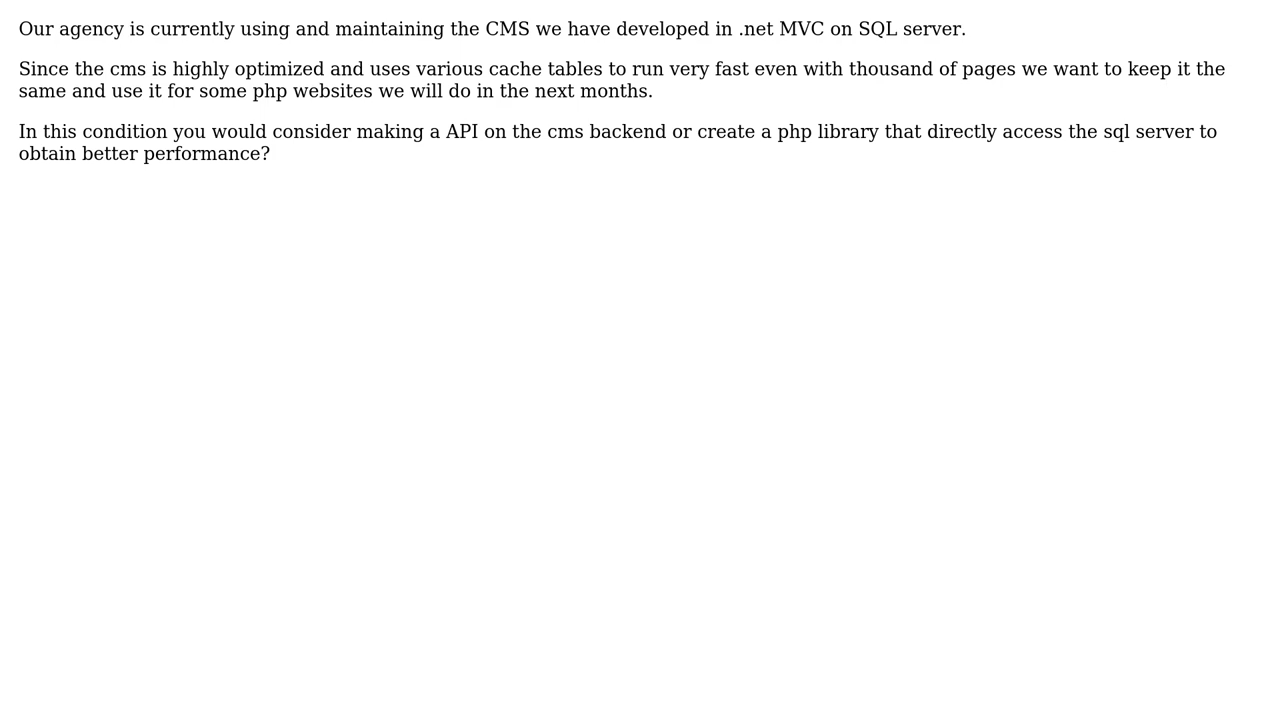 Our agency is currently using and maintaining the CMS we have developed in .net MVC on SQL server.
Since the cms is highly optimized and uses various cache tables to run very fast even with thousand of pages we want to keep it the
same and use it for some php websites we will do in the next months.
In this condition you would consider making a API on the cms backend or create a php library that directly access the sql server to
obtain better performance?